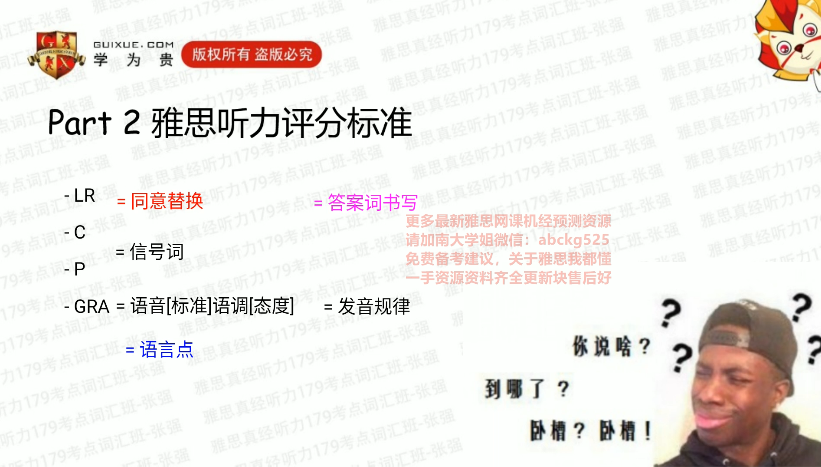 GUIXUE.COM
学为贵
版权所有 盗版必究
Part 2 雅思听力评分标准
- LR = 同意替换 = 答案词书写
- C
= 信号词
- P
- GRA = 语音[标准]语调[态度] = 发音规律
= 语言点
更多最新雅思网课机经预测资源
请加南大学姐微信：abckg525
免费备考建议，关于雅思我都懂
一手资源资料齐全更新块售后好
你说啥？
到哪了？
卧槽？卧槽！
? ? ? ?
雅思真经听力179考点词汇班-张强